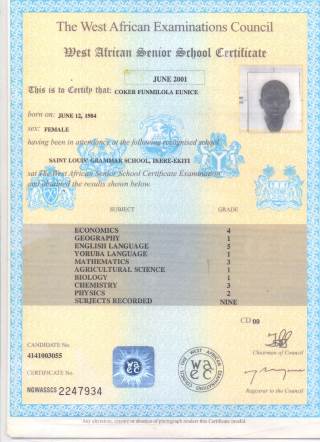 The West African Examinations Council
West African Senior School Certificate
JUNE 2001
This is to Certify that: COKER FUNMILOLA EUNICE
born on: JUNE 12, 1984
sex: FEMALE
having been in attendance at the following recognised school
SAINT LOUIS' GRAMMAR SCHOOL, IKERE-EKITI
sat The West African Senior School Certificate Examination
and obtained the results shown below.
SUBJECT GRADE
ECONOMICS 4
GEOGRAPHY 1
ENGLISH LANGUAGE 5
YORUBA LANGUAGE 1
MATHEMATICS 3
AGRICULTURAL SCIENCE 1
BIOLOGY 1
CHEMISTRY 3
PHYSICS 2
SUBJECTS RECORDED NINE
CD 00
CANDIDATE No.
4141003055
Chairman of Council
CERTIFICATE No.
NGWASSCS 2247934
Registrar to the Council
THE WEST AFRICAN EXAMINATIONS COUNCIL
Any alteration, erasure or absence of photograph renders this Certificate invalid.